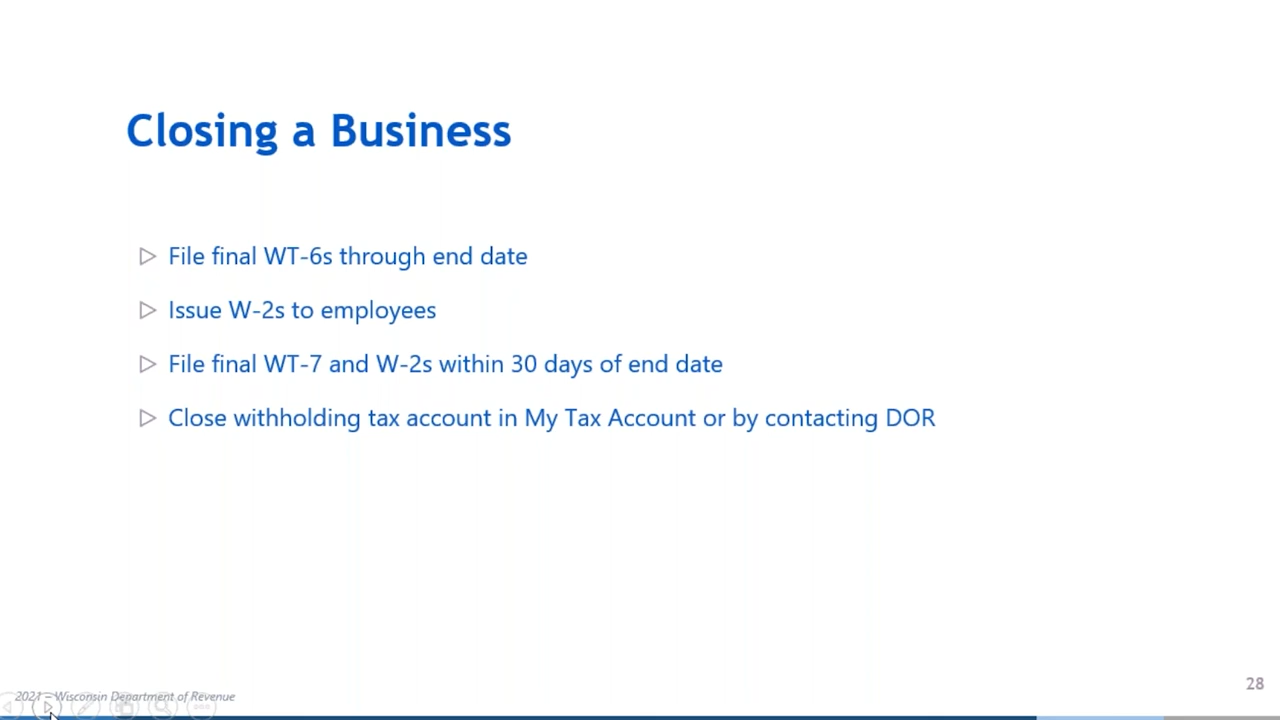 Closing a Business
File final WT-6s through end date
Issue W-2s to employees
File final WT-7 and W-2s within 30 days of end date
Close withholding tax account in My Tax Account or by contacting DOR
2021 – Wisconsin Department of Revenue
28